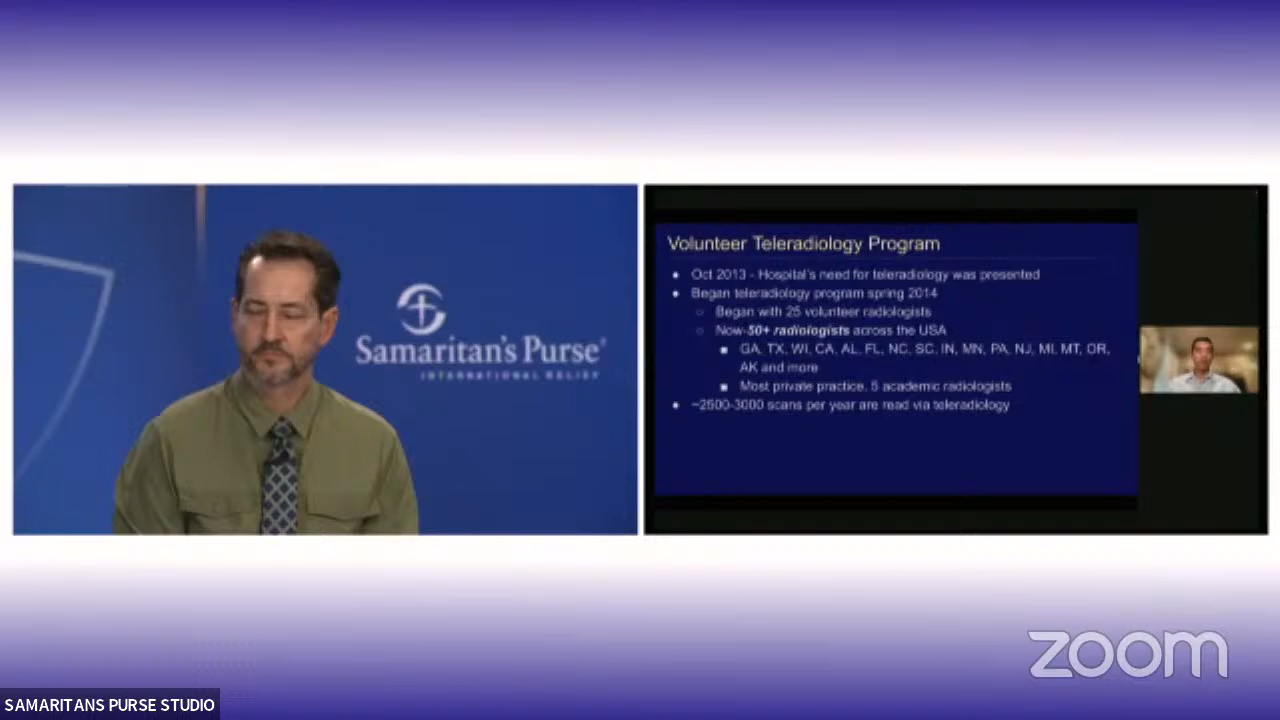 Samaritan's Purse®
INTERNATIONAL RELIEF
Volunteer Teleradiology Program
Oct 2013 - Hospital's need for teleradiology was presented
Began teleradiology program spring 2014
Began with 25 volunteer radiologists
Now-50+ radiologists across the USA
GA, TX, WI, CA, AL, FL, NC, SC, IN, MN, PA, NJ, MI, MT, OR,
AK and more
Most private practice, 5 academic radiologists
~2500-3000 scans per year are read via teleradiology
zoom
SAMARITANS PURSE STUDIO